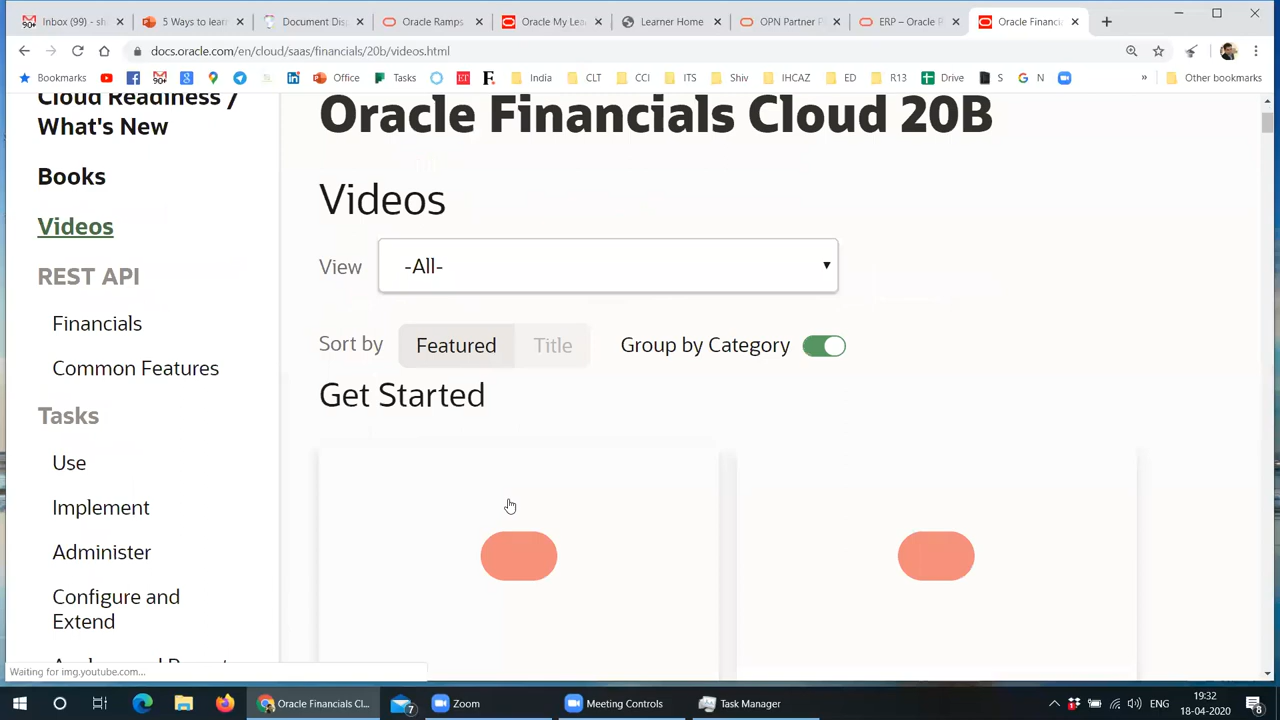 Inbox (99) - s
5 Ways to lear
Document Dis
Oracle Ramps
Oracle My Lea
Learner Home
OPN Partner P
ERP – Oracle R
Oracle Financi
docs.oracle.com/en/cloud/saas/financials/20b/videos.html
Bookmarks
Office
Tasks
India
CLT
CCI
ITS
Shiv
IHCAZ
ED
R13
Drive
S
N
»
Other bookmarks
Cloud Readiness /
What's New
Books
Videos
REST API
Financials
Common Features
Tasks
Use
Implement
Administer
Configure and
Extend
Oracle Financials Cloud 20B
Videos
View
-All-
Sort by
Featured
Title
Group by Category
Get Started
Waiting for img.youtube.com...
Oracle Financials Cl...
7
Zoom
Meeting Controls
Task Manager
19:32
18-04-2020
8